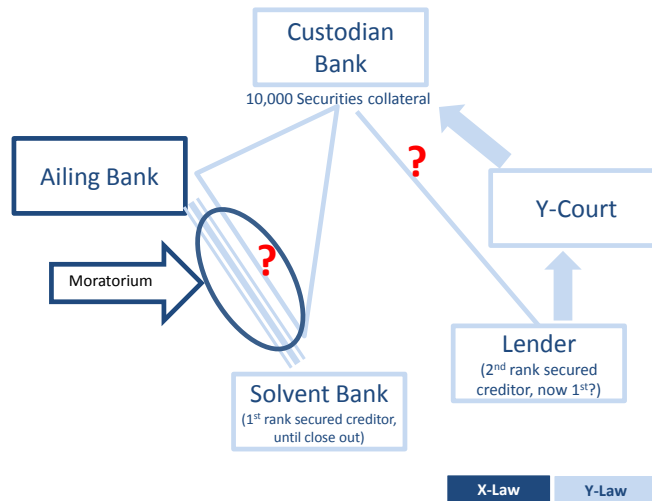 Custodian
Bank
10,000 Securities collateral
?
Ailing Bank
Y-Court
?
Moratorium
Lender
(2nd rank secured
creditor, now 1st?)
Solvent Bank
(1st rank secured creditor,
until close out)
X-Law
Y-Law